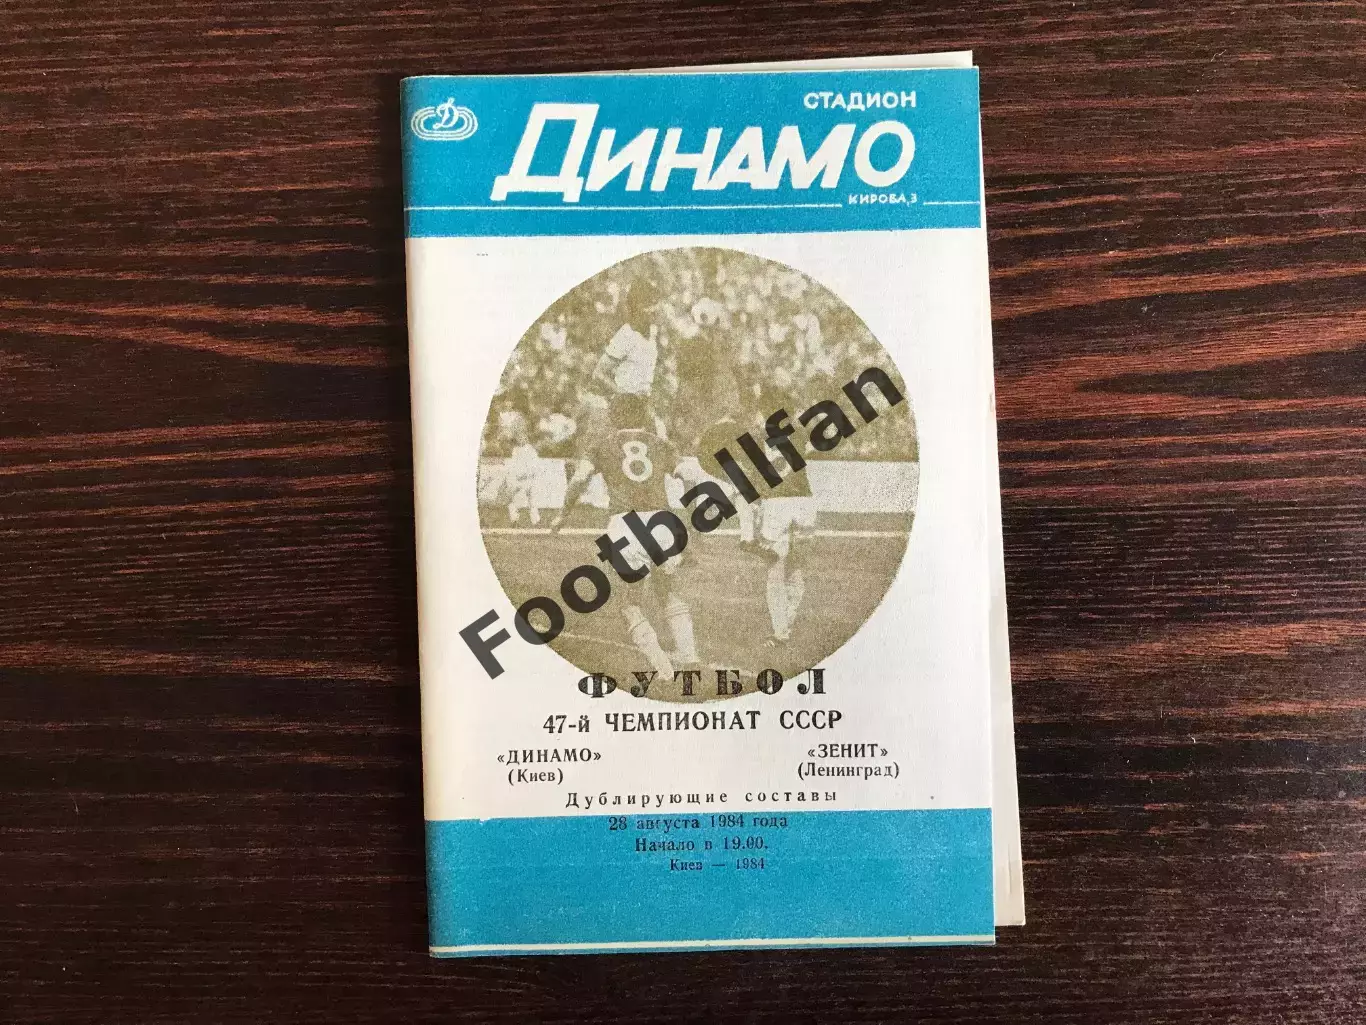 Д
СТАДИОН
ДИНАМО
КИРОВА,3
8
Footballfan
ФУТБОЛ
47-й ЧЕМПИОНАТ СССР
«ДИНАМО» «ЗЕНИТ»
(Киев) (Ленинград)
Дублирующие составы
28 августа 1984 года
Начало в 19.00.
Киев — 1984